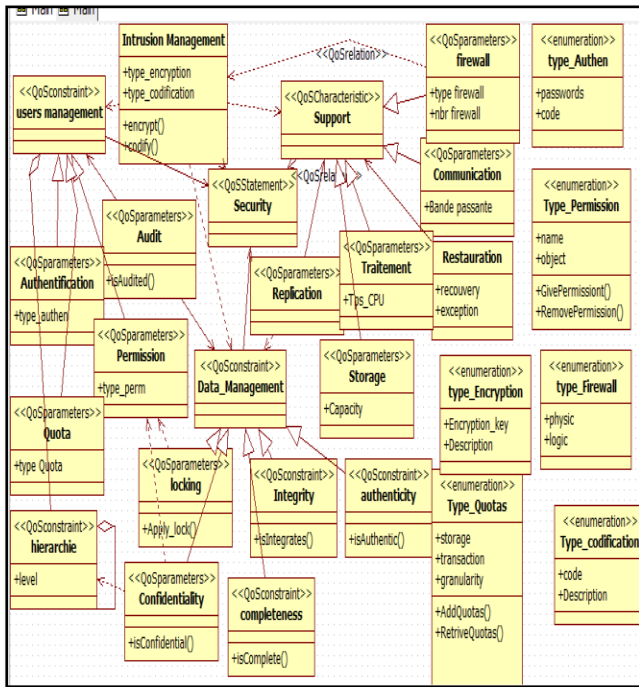 Main Main
Intrusion Management
+type_encryption
+type_codification
+encrypt()
+codify()
<<QoSrelation>>
<<QoSparameters>>
firewall
+type firewall
+nbr firewall
<<enumeration>>
type_Authen
+passwords
+code
<<QoSconstraint>>
users management
<<QoSCharacteristic>>
Support
<<QoSStatement>>
Security
<<QoSrelation>>
<<QoSparameters>>
Communication
+Bande passante
<<enumeration>>
Type_Permission
+name
+object
+GivePermissiont()
+RemovePermission()
<<QoSparameters>>
Audit
+isAudited()
<<QoSparameters>>
Authentification
+type_authen
<<QoSparameters>>
Replication
<<QoSparameters>>
Traitement
+Tps_CPU
Restauration
+recouvery
+exception
<<QoSparameters>>
Permission
+type_perm
<<QoSconstraint>>
Data_Management
<<QoSparameters>>
Storage
+Capacity
<<enumeration>>
type_Encryption
+Encryption_key
+Description
<<enumeration>>
type_Firewall
+physic
+logic
<<QoSparameters>>
Quota
+type Quota
<<QoSparameters>>
locking
+Apply_lock()
<<QoSconstraint>>
Integrity
+isIntegrates()
<<QoSconstraint>>
authenticity
+isAuthentic()
<<enumeration>>
Type_Quotas
+storage
+transaction
+granularity
+AddQuotas()
+RetriveQuotas()
<<QoSconstraint>>
hierarchie
+level
<<QoSparameters>>
Confidentiality
+isConfidential()
<<QoSconstraint>>
completeness
+isComplete()
<<enumeration>>
Type_codification
+code
+Description